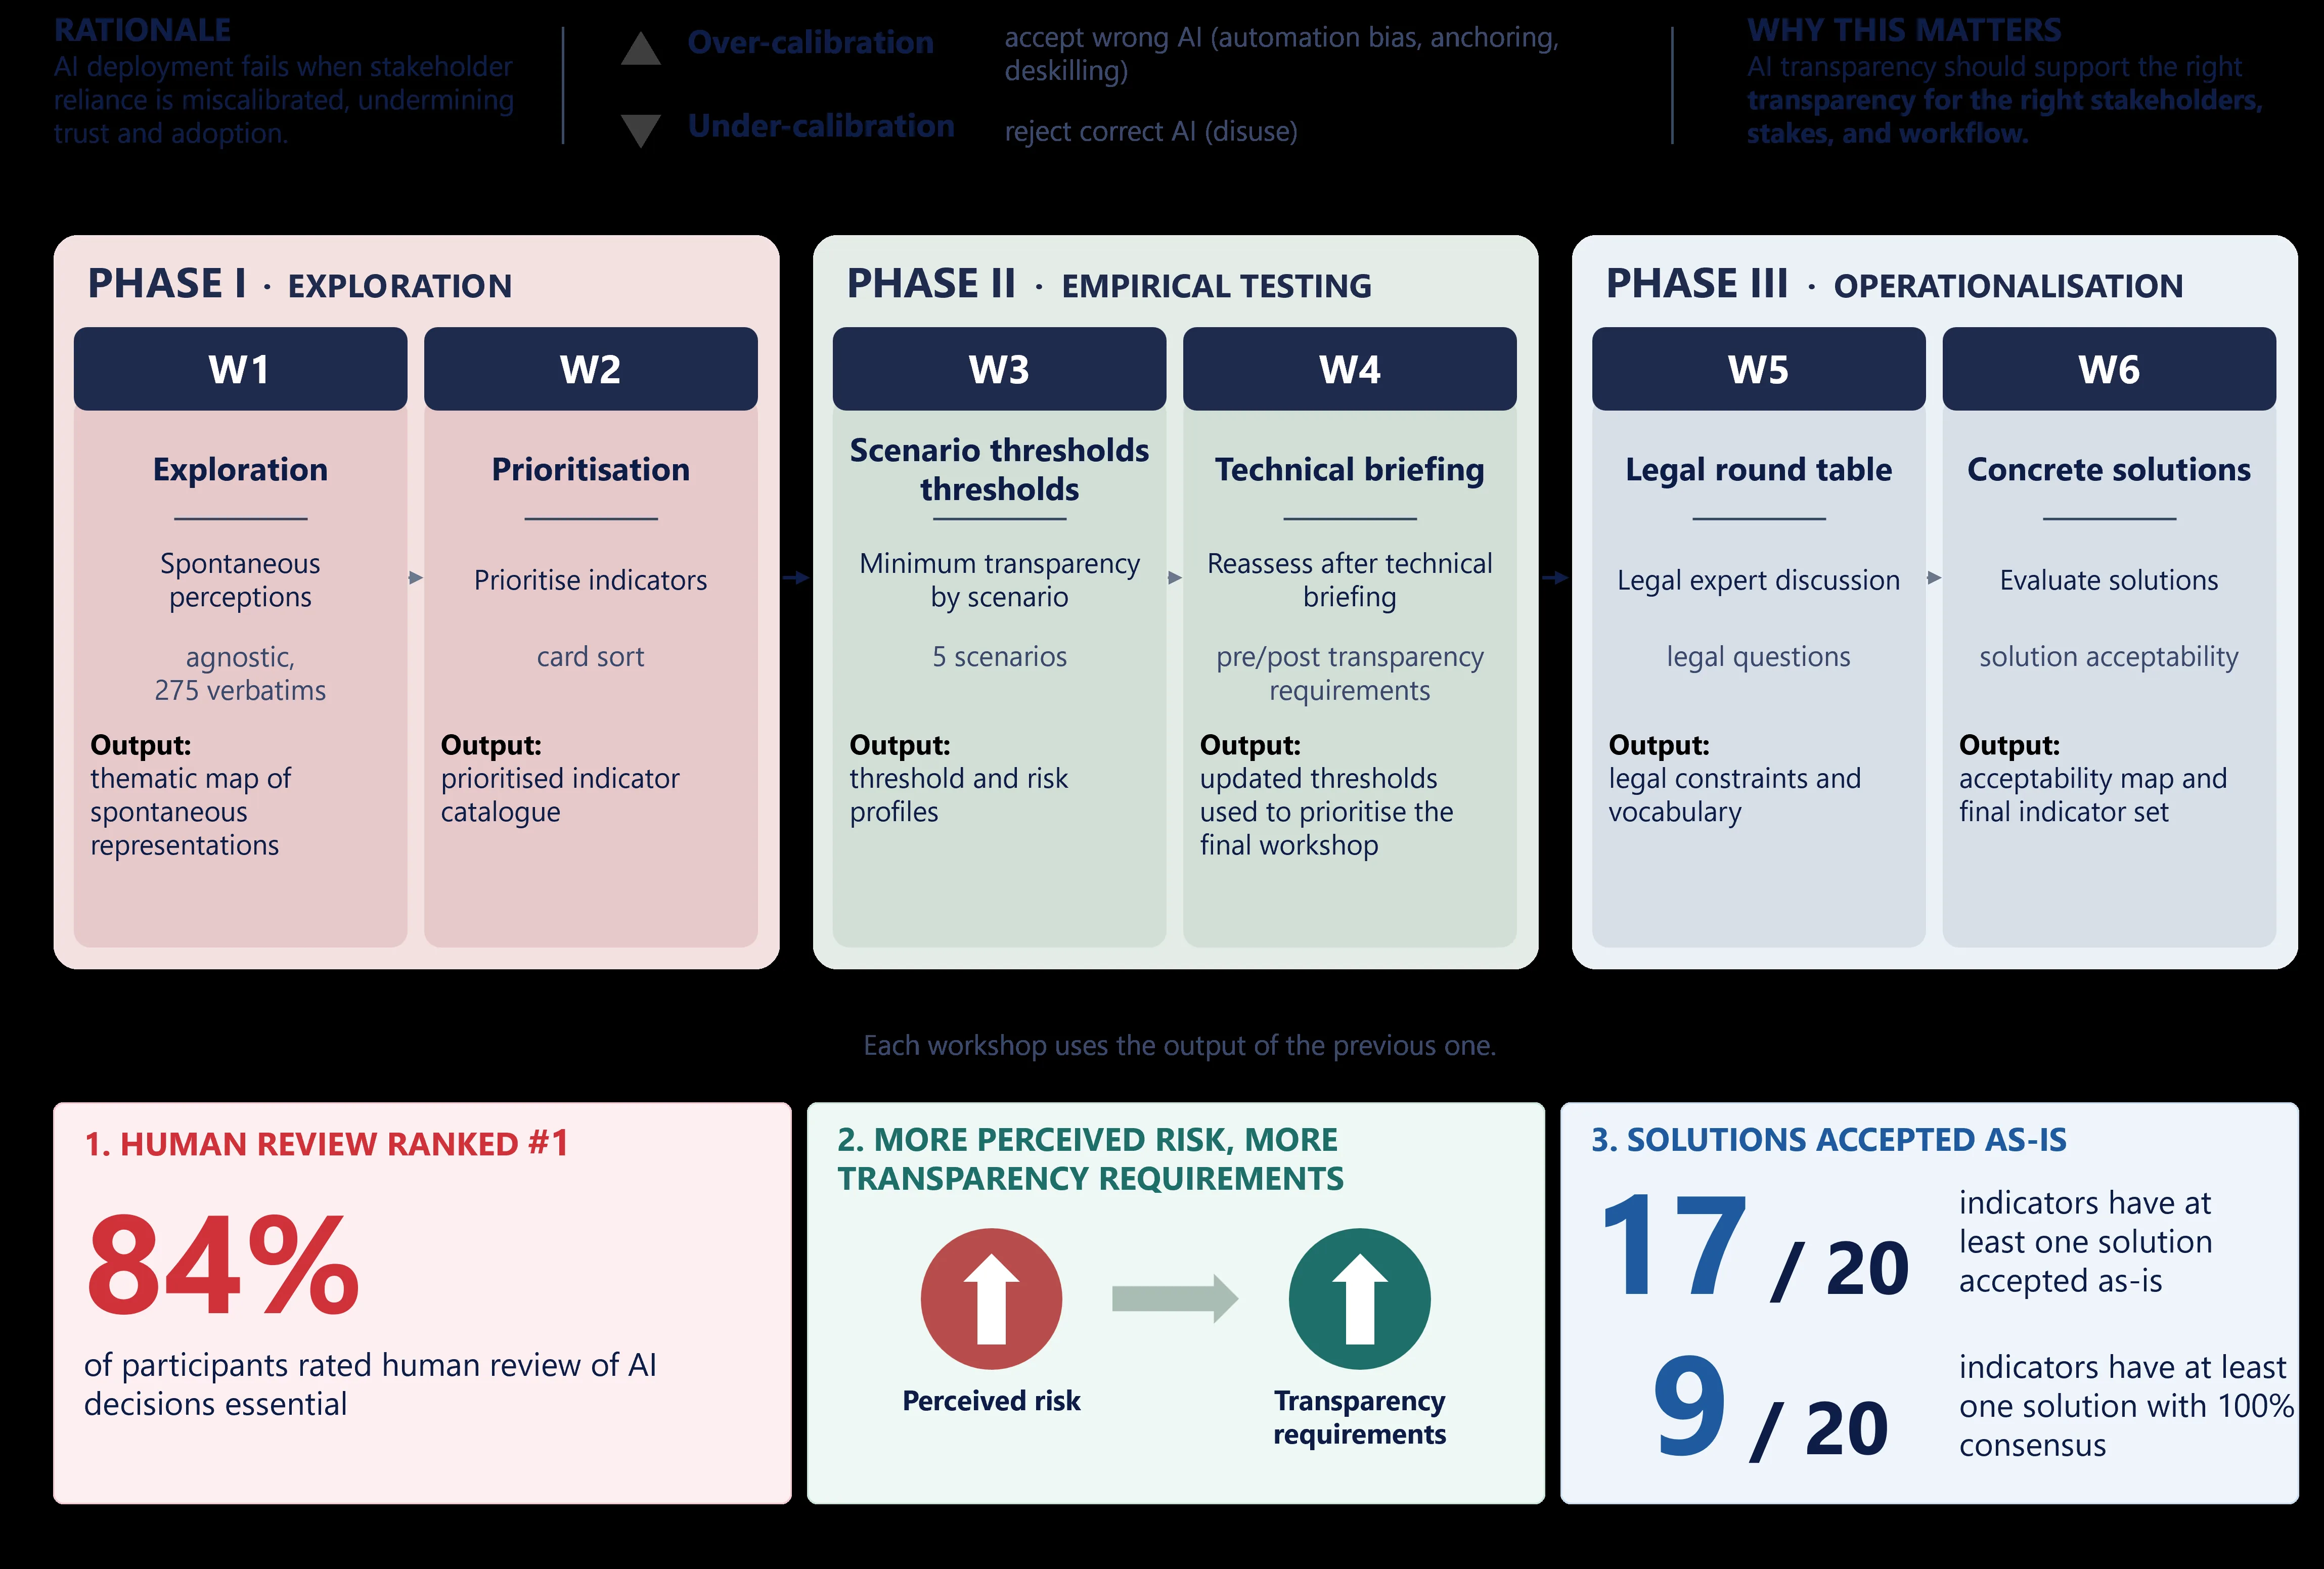 RATIONALE
AI deployment fails when stakeholder
reliance is miscalibrated, undermining
trust and adoption.
Over-calibration
accept wrong AI (automation bias, anchoring,
deskilling)
Under-calibration
reject correct AI (disuse)
WHY THIS MATTERS
AI transparency should support the right
transparency for the right stakeholders,
stakes, and workflow.
PHASE I · EXPLORATION
W1
Exploration
Spontaneous
perceptions
agnostic,
275 verbatims
Output:
thematic map of
spontaneous
representations
W2
Prioritisation
Prioritise indicators
card sort
Output:
prioritised indicator
catalogue
PHASE II · EMPIRICAL TESTING
W3
Scenario thresholds
thresholds
Minimum transparency
by scenario
5 scenarios
Output:
threshold and risk
profiles
W4
Technical briefing
Reassess after technical
briefing
pre/post transparency
requirements
Output:
updated thresholds
used to prioritise the
final workshop
PHASE III · OPERATIONALISATION
W5
Legal round table
Legal expert discussion
legal questions
Output:
legal constraints and
vocabulary
W6
Concrete solutions
Evaluate solutions
solution acceptability
Output:
acceptability map and
final indicator set
Each workshop uses the output of the previous one.
1. HUMAN REVIEW RANKED #1
84%
of participants rated human review of AI
decisions essential
2. MORE PERCEIVED RISK, MORE
TRANSPARENCY REQUIREMENTS
Perceived risk
Transparency
requirements
3. SOLUTIONS ACCEPTED AS-IS
17 / 20
indicators have at
least one solution
accepted as-is
9 / 20
indicators have at least
one solution with 100%
consensus